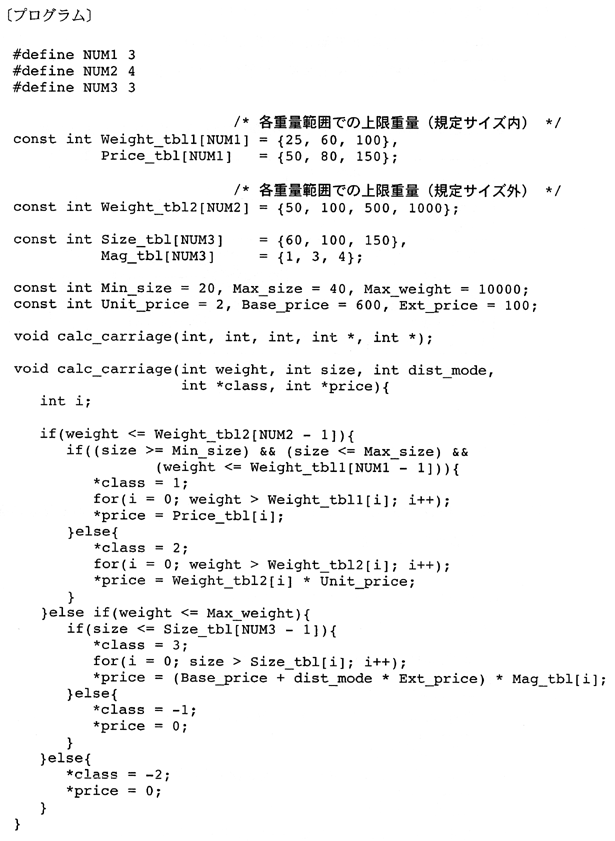 〔プログラム〕
#define NUM1 3
#define NUM2 4
#define NUM3 3
/* 各重量範囲での上限重量（規定サイズ内） */
const int Weight_tbl1[NUM1] = {25, 60, 100},
Price_tbl[NUM1] = {50, 80, 150};
/* 各重量範囲での上限重量（規定サイズ外） */
const int Weight_tbl2[NUM2] = {50, 100, 500, 1000};
const int Size_tbl[NUM3] = {60, 100, 150},
Mag_tbl[NUM3] = {1, 3, 4};
const int Min_size = 20, Max_size = 40, Max_weight = 10000;
const int Unit_price = 2, Base_price = 600, Ext_price = 100;
void calc_carriage(int, int, int, int *, int *);
void calc_carriage(int weight, int size, int dist_mode,
int *class, int *price){
int i;
if(weight <= Weight_tbl2[NUM2 - 1]){
if((size >= Min_size) && (size <= Max_size) &&
(weight <= Weight_tbl1[NUM1 - 1])){
*class = 1;
for(i = 0; weight > Weight_tbl1[i]; i++);
*price = Price_tbl[i];
}else{
*class = 2;
for(i = 0; weight > Weight_tbl2[i]; i++);
*price = Weight_tbl2[i] * Unit_price;
}
}else if(weight <= Max_weight){
if(size <= Size_tbl[NUM3 - 1]){
*class = 3;
for(i = 0; size > Size_tbl[i]; i++);
*price = (Base_price + dist_mode * Ext_price) * Mag_tbl[i];
}else{
*class = -1;
*price = 0;
}
}else{
*class = -2;
*price = 0;
}
}